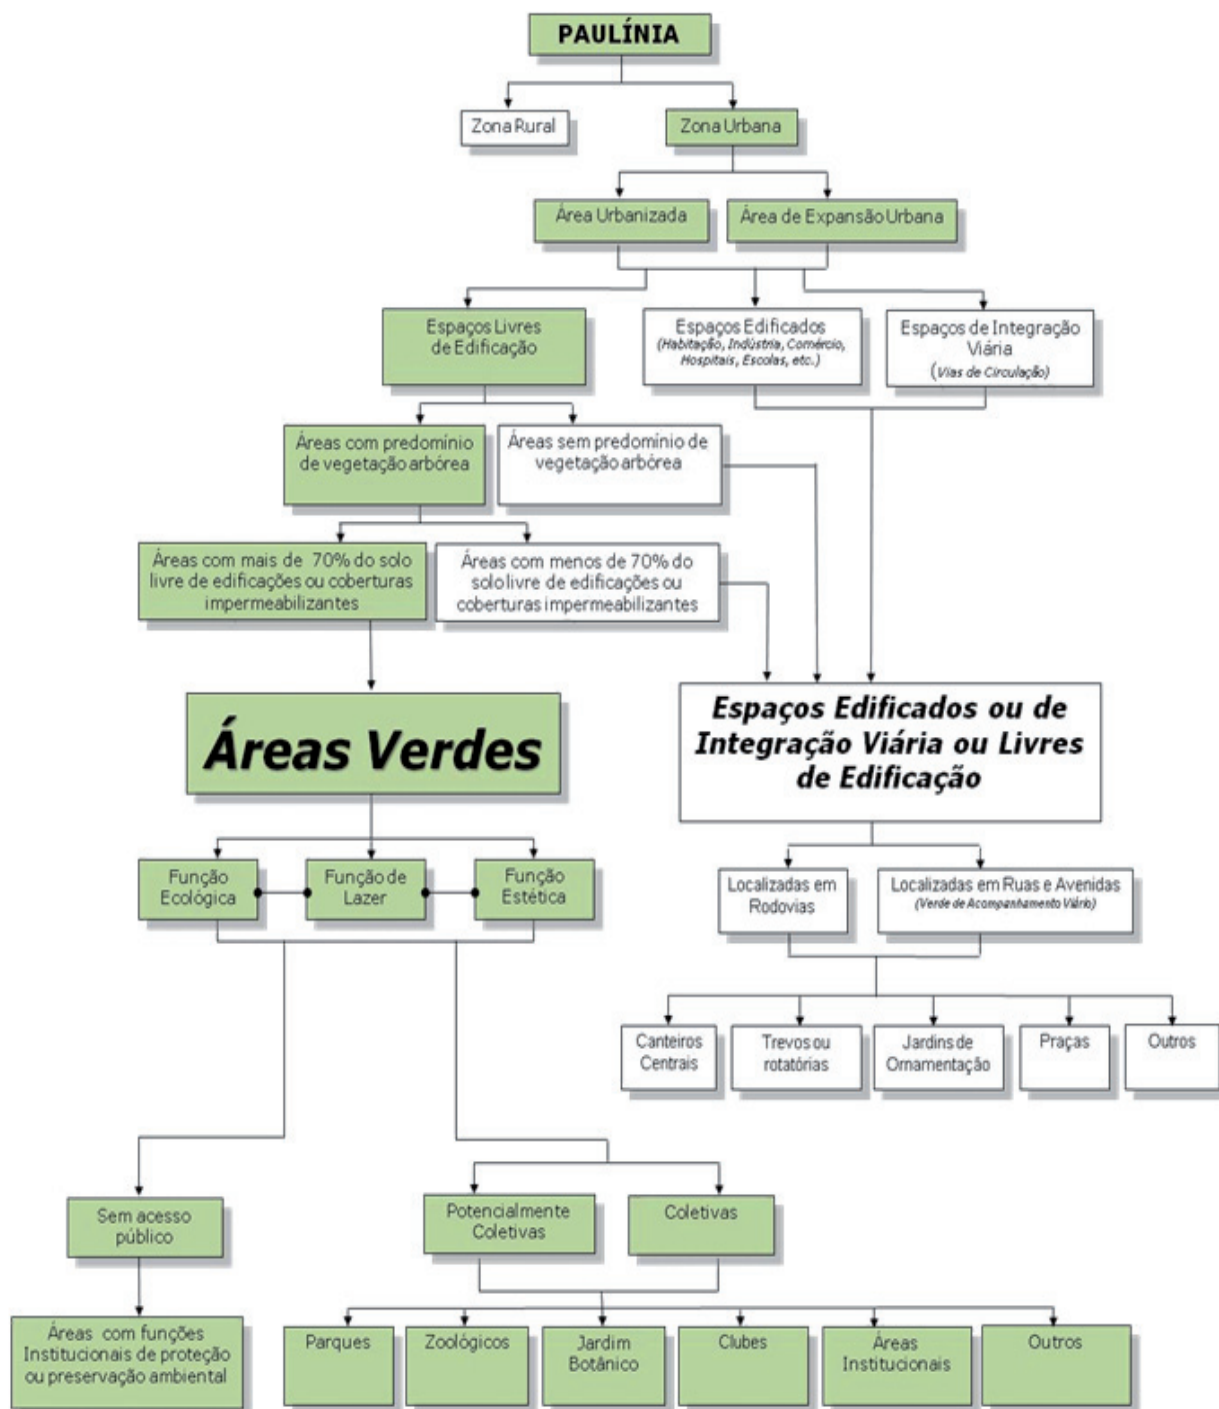 PAULÍNIA
Zona Rural
Zona Urbana
Área Urbanizada
Área de Expansão Urbana
Espaços Livres
de Edificação
Espaços Edificados
(Habitação, Indústria, Comércio,
Hospitais, Escolas, etc.)
Espaços de Integração
Viária
(Vias de Circulação)
Áreas com predomínio
de vegetação arbórea
Áreas sem predomínio de
vegetação arbórea
Áreas com mais de 70% do solo
livre de edificações ou coberturas
impermeabilizantes
Áreas com menos de 70% do
solo livre de edificações ou
coberturas impermeabilizantes
Áreas Verdes
Espaços Edificados ou de
Integração Viária ou Livres
de Edificação
Função
Ecológica
Função de
Lazer
Função
Estética
Localizadas em
Rodovias
Localizadas em Ruas e Avenidas
(Verde de Acompanhamento Viário)
Canteiros
Centrais
Trevos ou
rotatórias
Jardins de
Ornamentação
Praças
Outros
Sem acesso
público
Potencialmente
Coletivas
Coletivas
Áreas com funções
Institucionais de proteção
ou preservação ambiental
Parques
Zoológicos
Jardim
Botânico
Clubes
Áreas
Institucionais
Outros